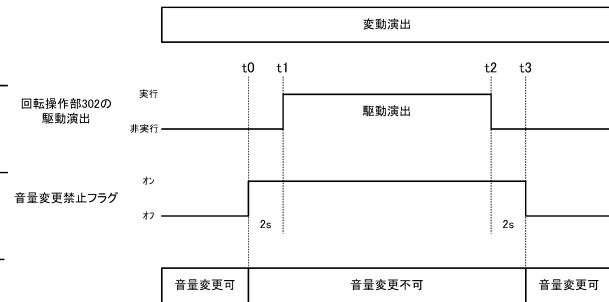 変動演出
t0 t1 t2 t3
回転操作部302の
駆動演出
実行
非実行
駆動演出
音量変更禁止フラグ
オン
オフ
2s 2s
音量変更可 音量変更不可 音量変更可